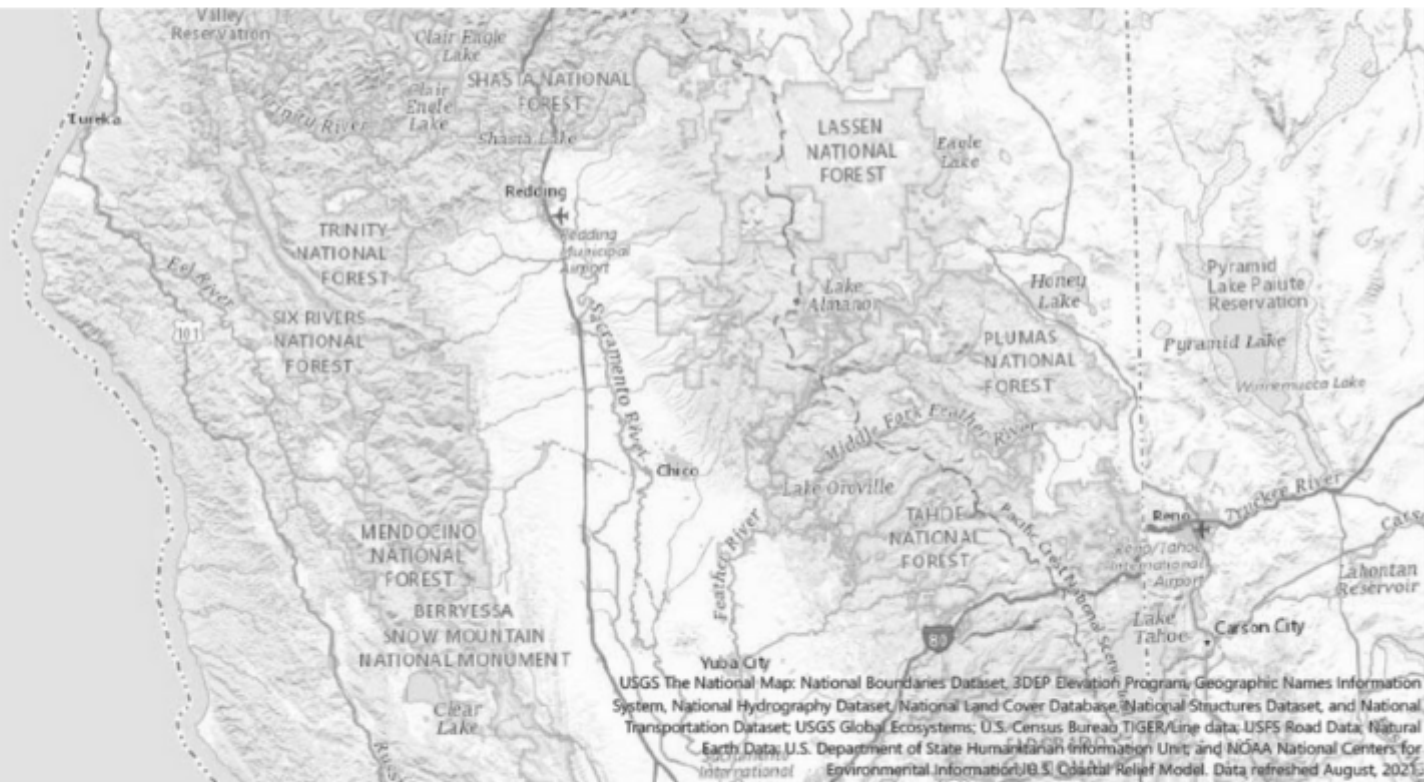 Valley
Reservation
Clair Eagle
Lake
SHASTA NATIONAL
FOREST
Clair
Engle
Lake
Trinity River
Shasta Lake
Eureka
LASSEN
NATIONAL
FOREST
Eagle
Lake
Redding
Redding
Municipal
Airport
TRINITY
NATIONAL
FOREST
Eel River
101
SIX RIVERS
NATIONAL
FOREST
Sacramento River
Lake
Almanor
Honey
Lake
Pyramid
Lake Paiute
Reservation
PLUMAS
NATIONAL
FOREST
Pyramid Lake
Winnemucca Lake
Middle Fork Feather River
Chico
Lake Oroville
Feather River
TAHOE
NATIONAL
FOREST
Pacific Crest National Scenic
Reno
Truckee River
Reno/Tahoe
International
Airport
Lahontan
Reservoir
MENDOCINO
NATIONAL
FOREST
BERRYESSA
SNOW MOUNTAIN
NATIONAL MONUMENT
80
Lake
Tahoe
Carson City
Clear
Lake
Yuba City
Sacramento
International
USGS The National Map: National Boundaries Dataset, 3DEP Elevation Program, Geographic Names Information
System, National Hydrography Dataset, National Land Cover Database, National Structures Dataset, and National
Transportation Dataset; USGS Global Ecosystems; U.S. Census Bureau TIGER/Line data; USFS Road Data; Natural
Earth Data; U.S. Department of State Humanitarian Information Unit; and NOAA National Centers for
Environmental Information, U.S. Coastal Relief Model. Data refreshed August, 2021.